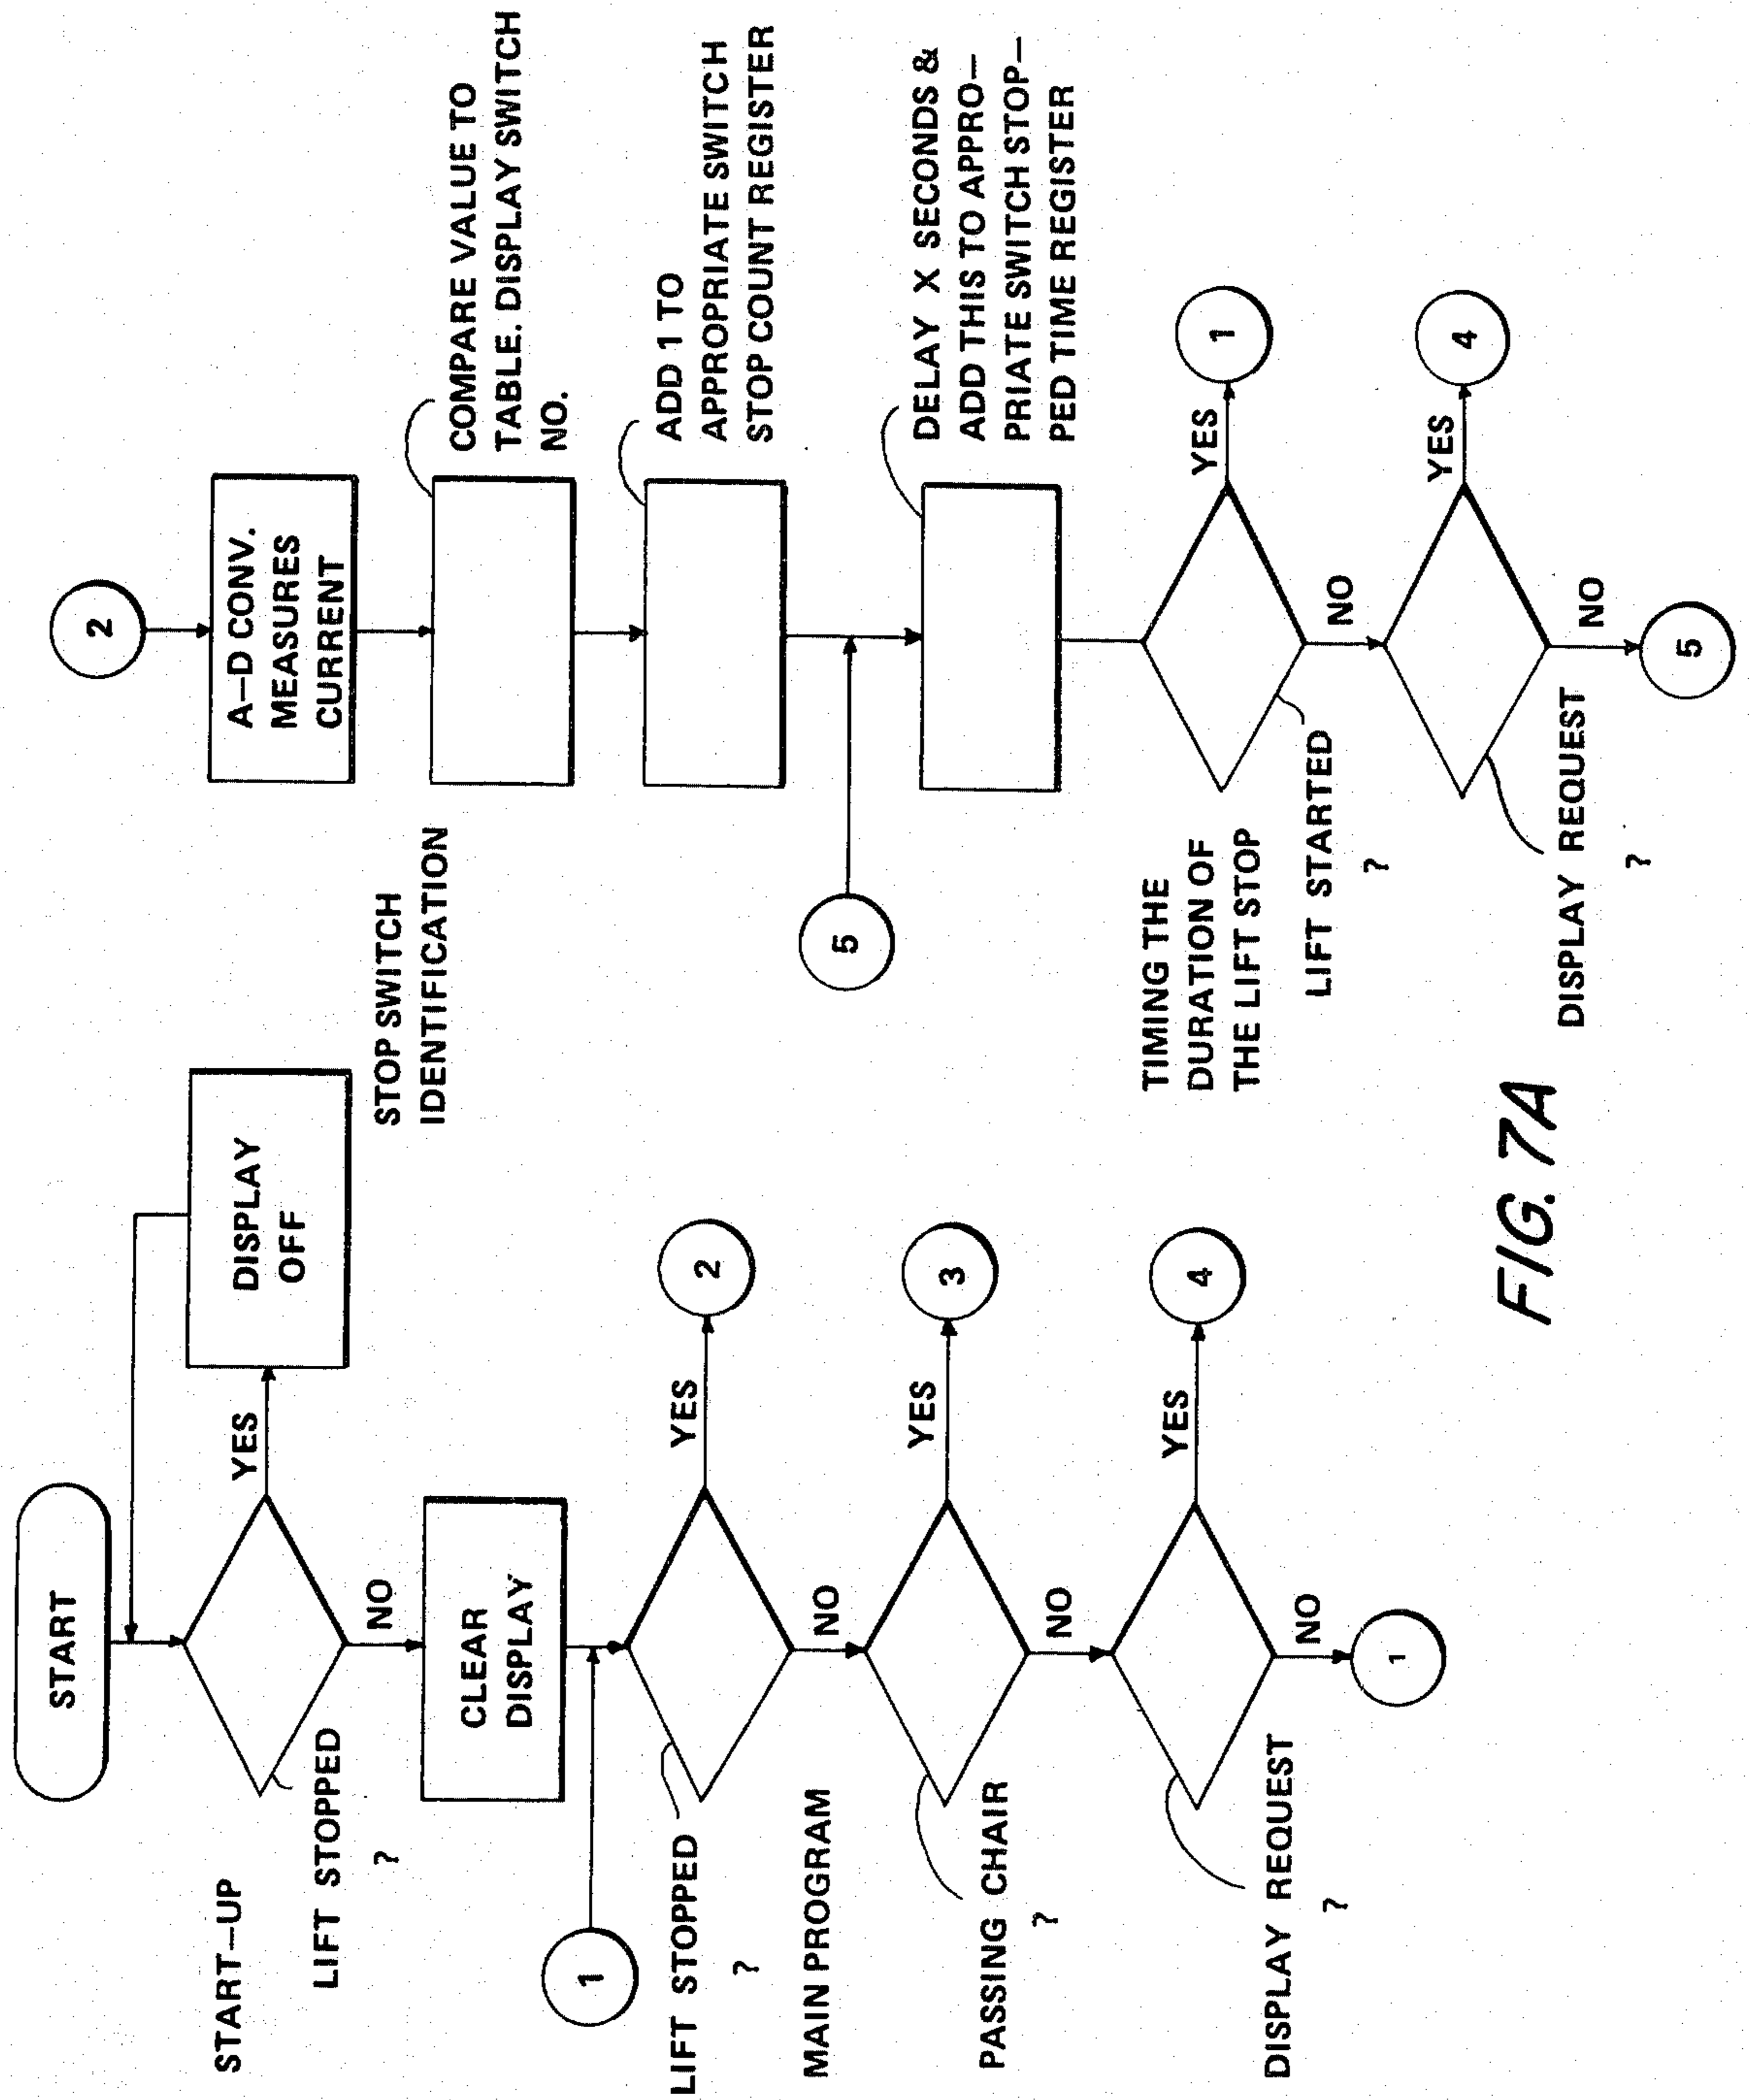 START
START–UP
LIFT STOPPED
?
YES
DISPLAY
OFF
NO
CLEAR
DISPLAY
1
LIFT STOPPED
?
YES
2
MAIN PROGRAM
NO
PASSING CHAIR
?
YES
3
NO
DISPLAY REQUEST
?
YES
4
NO
1
2
STOP SWITCH
IDENTIFICATION
A–D CONV.
MEASURES
CURRENT
COMPARE VALUE TO
TABLE. DISPLAY SWITCH
NO.
ADD 1 TO
APPROPRIATE SWITCH
STOP COUNT REGISTER
5
DELAY X SECONDS &
ADD THIS TO APPRO–
PRIATE SWITCH STOP–
PED TIME REGISTER
TIMING THE
DURATION OF
THE LIFT STOP
LIFT STARTED
?
YES
1
NO
DISPLAY REQUEST
?
YES
4
NO
5
FIG. 7A